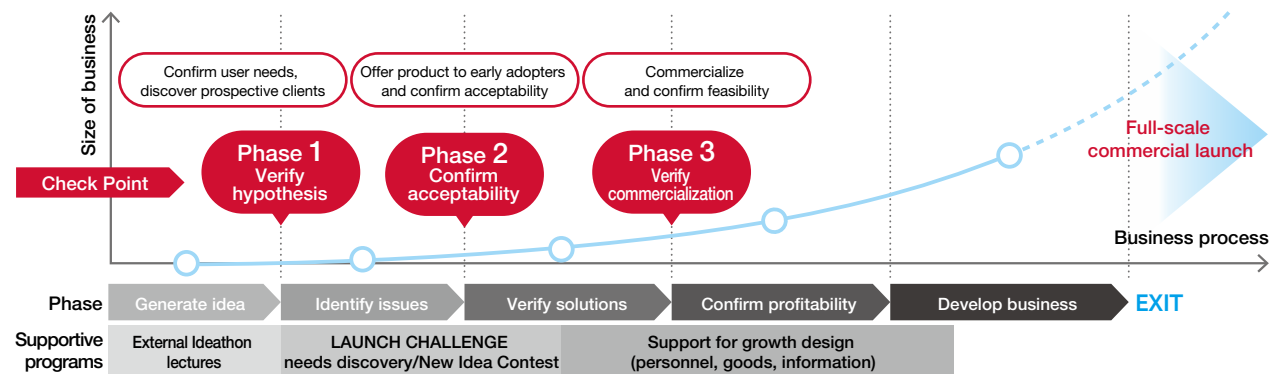 Size of business
Confirm user needs,
discover prospective clients
Offer product to early adopters
and confirm acceptability
Commercialize
and confirm feasibility
Check Point
Phase 1
Verify
hypothesis
Phase 2
Confirm
acceptability
Phase 3
Verify
commercialization
Full-scale
commercial launch
Business process
Phase
Generate idea
Identify issues
Verify solutions
Confirm profitability
Develop business
EXIT
Supportive
programs
External Ideathon
lectures
LAUNCH CHALLENGE
needs discovery/New Idea Contest
Support for growth design
(personnel, goods, information)